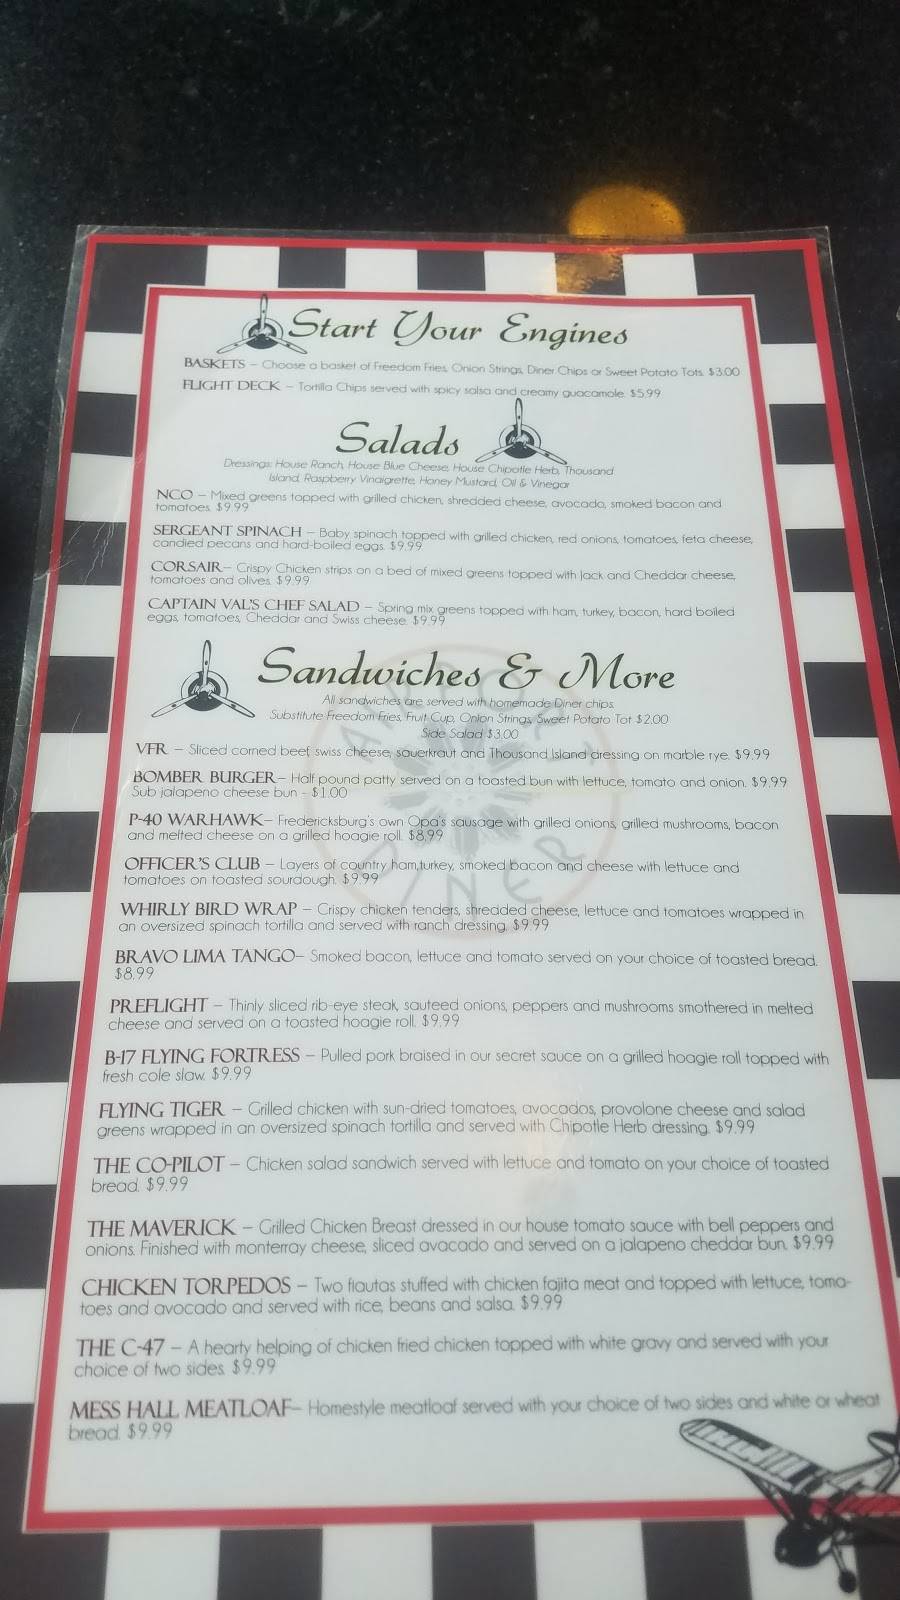 Start Your Engines
BASKETS – Choose a basket of Freedom Fries, Onion Strings, Diner Chips or Sweet Potato Tots. $3.00
FLIGHT DECK – Tortilla Chips served with spicy salsa and creamy guacamole. $5.99
Salads
Dressings: House Ranch, House Blue Cheese, House Chipotle Herb, Thousand
Island, Raspberry Vinaigrette, Honey Mustard, Oil & Vinegar
NCO – Mixed greens topped with grilled chicken, shredded cheese, avocado, smoked bacon and
tomatoes. $9.99
SERGEANT SPINACH – Baby spinach topped with grilled chicken, red onions, tomatoes, feta cheese,
candied pecans and hard-boiled eggs. $9.99
CORSAIR– Crispy Chicken strips on a bed of mixed greens topped with Jack and Cheddar cheese,
tomatoes and olives. $9.99
CAPTAIN VAL'S CHEF SALAD – Spring mix greens topped with ham, turkey, bacon, hard boiled
eggs, tomatoes, Cheddar and Swiss cheese. $9.99
Sandwiches & More
All sandwiches are served with homemade Diner chips.
Substitute Freedom Fries, Fruit Cup, Onion Strings, Sweet Potato Tot $2.00
Side Salad $3.00
AIRPORT
DINER
VFR – Sliced corned beef, swiss cheese, sauerkraut and Thousand Island dressing on marble rye. $9.99
BOMBER BURGER– Half pound patty served on a toasted bun with lettuce, tomato and onion. $9.99
Sub jalapeno cheese bun - $1.00
P-40 WARHAWK– Fredericksburg's own Opa's sausage with grilled onions, grilled mushrooms, bacon
and melted cheese on a grilled hoagie roll. $8.99
OFFICER'S CLUB – Layers of country ham,turkey, smoked bacon and cheese with lettuce and
tomatoes on toasted sourdough. $9.99
WHIRLY BIRD WRAP – Crispy chicken tenders, shredded cheese, lettuce and tomatoes wrapped in
an oversized spinach tortilla and served with ranch dressing. $9.99
BRAVO LIMA TANGO– Smoked bacon, lettuce and tomato served on your choice of toasted bread.
$8.99
PREFLIGHT – Thinly sliced rib-eye steak, sauteed onions, peppers and mushrooms smothered in melted
cheese and served on a toasted hoagie roll. $9.99
B-17 FLYING FORTRESS – Pulled pork braised in our secret sauce on a grilled hoagie roll topped with
fresh cole slaw. $9.99
FLYING TIGER – Grilled chicken with sun-dried tomatoes, avocados, provolone cheese and salad
greens wrapped in an oversized spinach tortilla and served with Chipotle Herb dressing. $9.99
THE CO-PILOT – Chicken salad sandwich served with lettuce and tomato on your choice of toasted
bread. $9.99
THE MAVERICK – Grilled Chicken Breast dressed in our house tomato sauce with bell peppers and
onions. Finished with monterray cheese, sliced avacado and served on a jalapeno cheddar bun. $9.99
CHICKEN TORPEDOS – Two flautas stuffed with chicken fajita meat and topped with lettuce, toma-
toes and avocado and served with rice, beans and salsa. $9.99
THE C-47 – A hearty helping of chicken fried chicken topped with white gravy and served with your
choice of two sides. $9.99
MESS HALL MEATLOAF– Homestyle meatloaf served with your choice of two sides and white or wheat
bread. $9.99